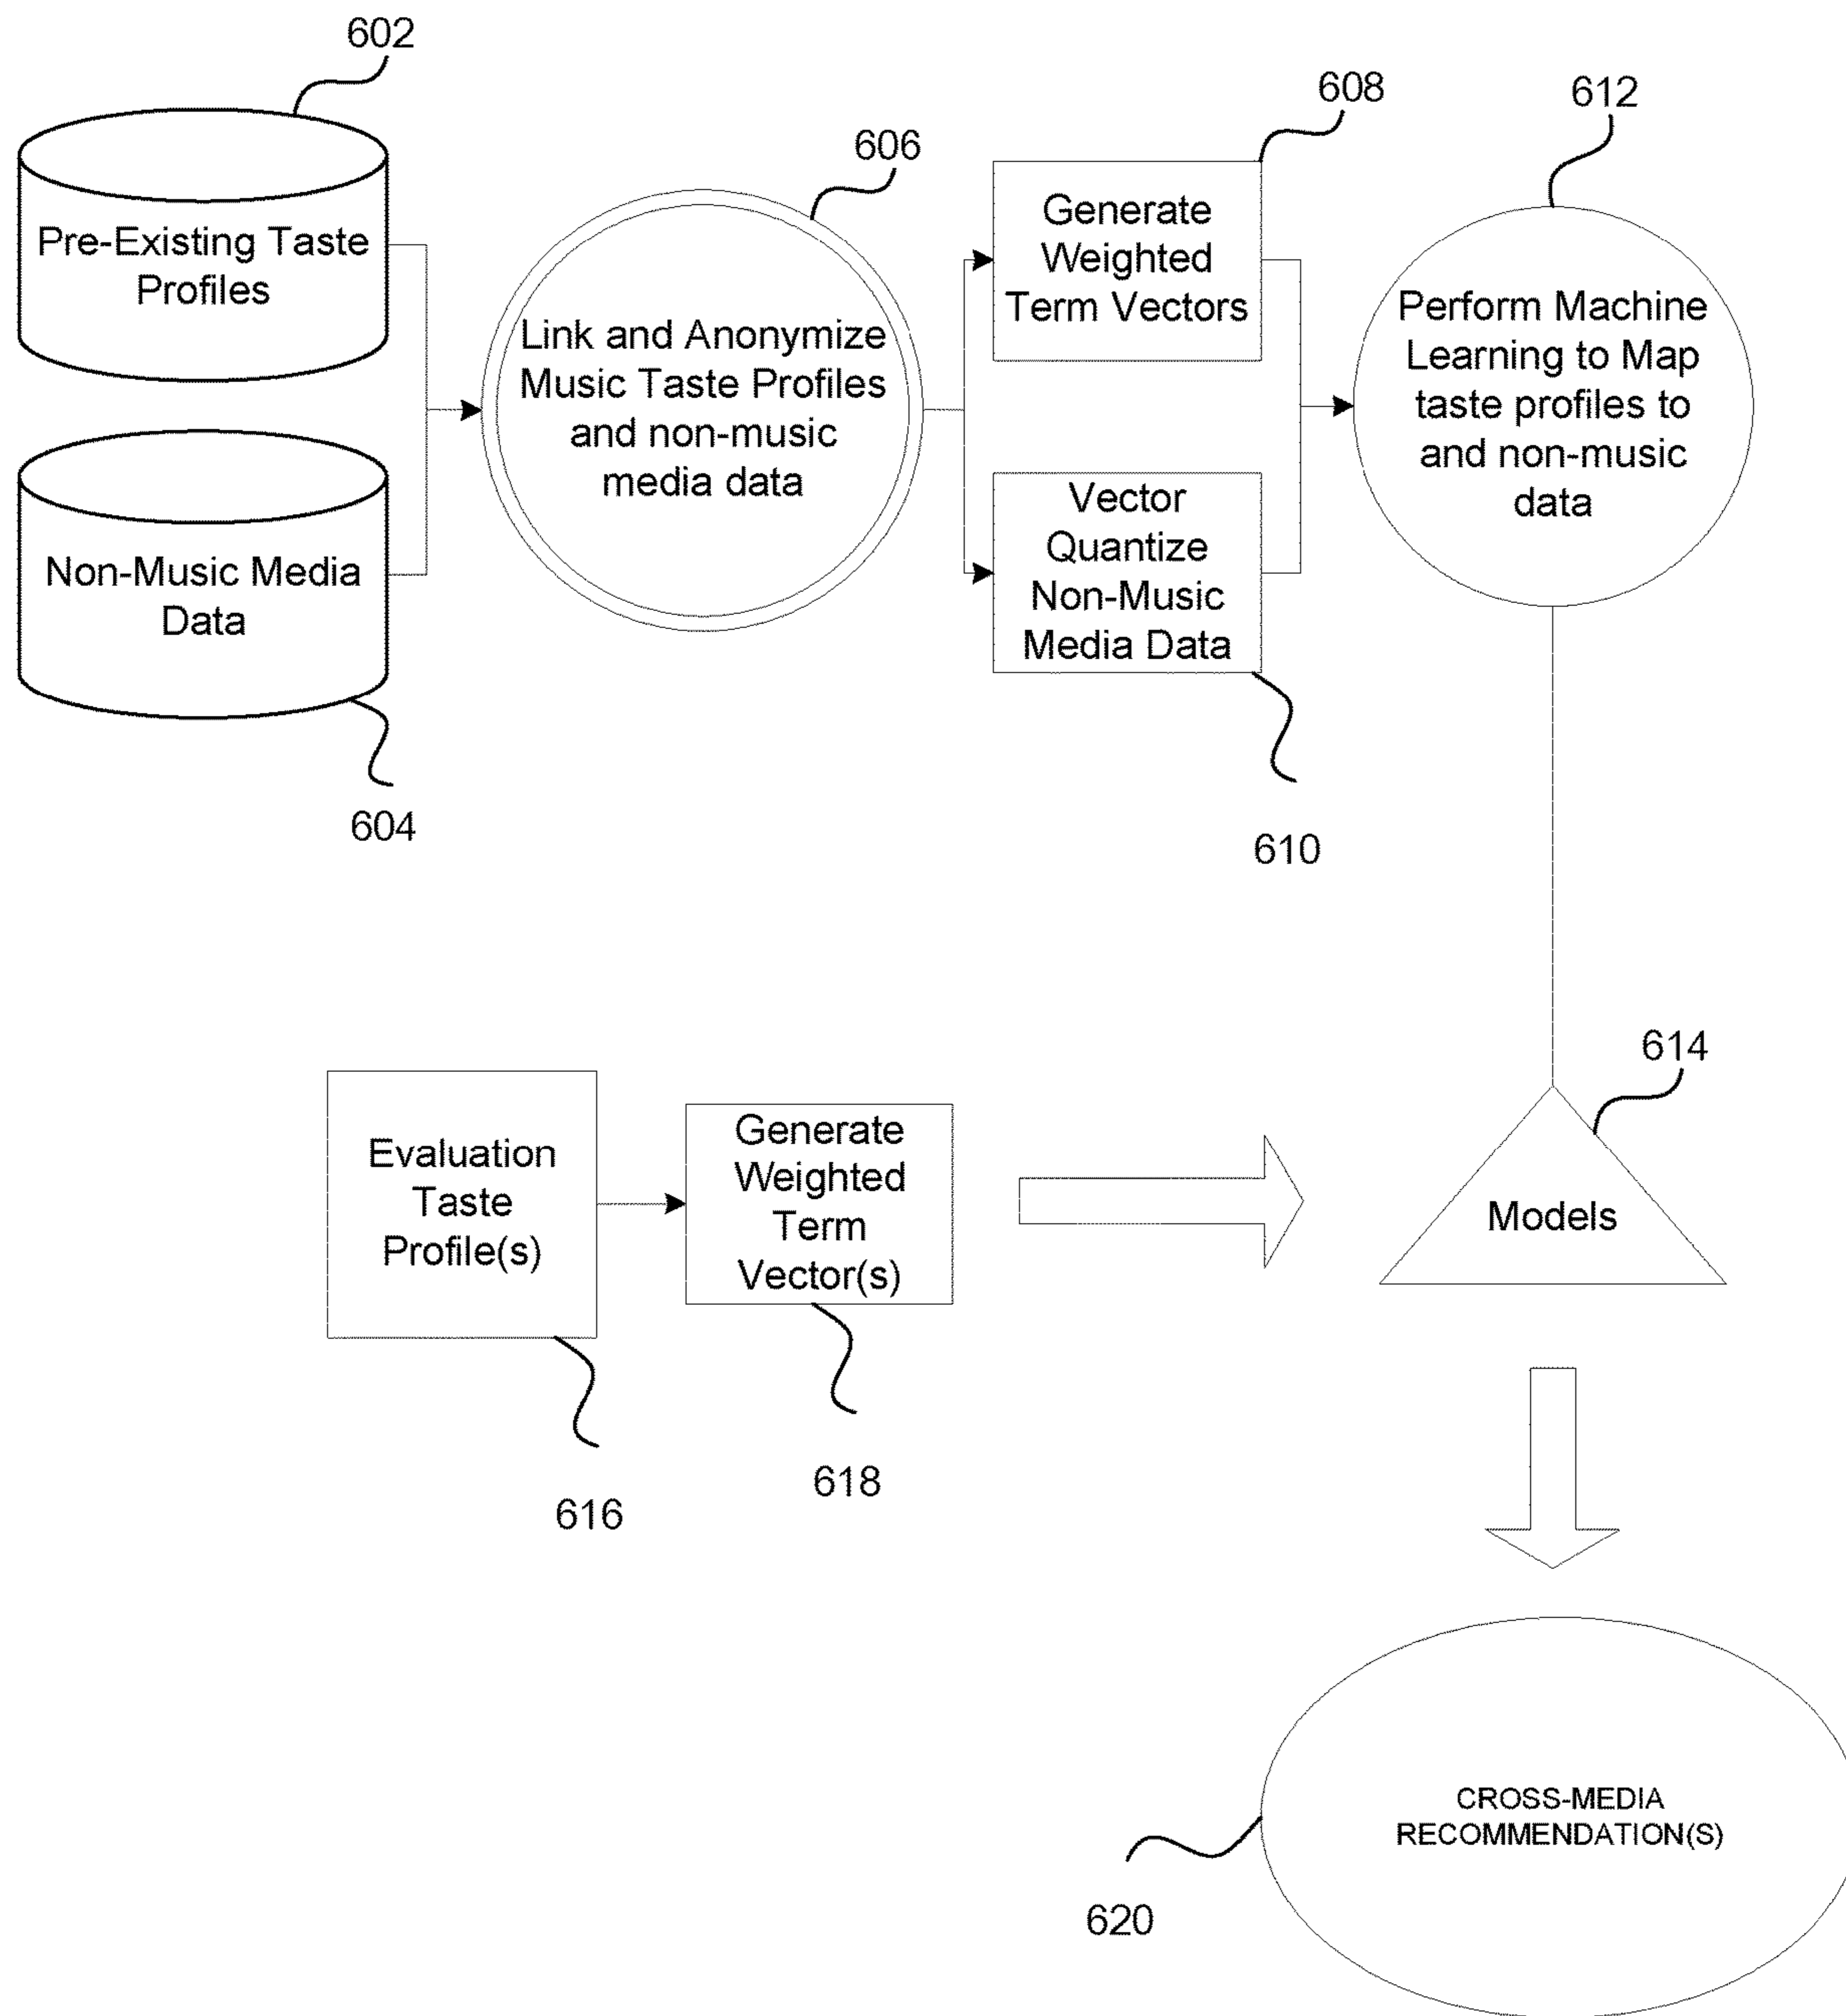 602
Pre-Existing Taste
Profiles
Non-Music Media
Data
604
606
Link and Anonymize
Music Taste Profiles
and non-music
media data
608
Generate
Weighted
Term Vectors
Vector
Quantize
Non-Music
Media Data
610
612
Perform Machine
Learning to Map
taste profiles to
and non-music
data
614
Models
Evaluation
Taste
Profile(s)
616
Generate
Weighted
Term
Vector(s)
618
CROSS-MEDIA
RECOMMENDATION(S)
620